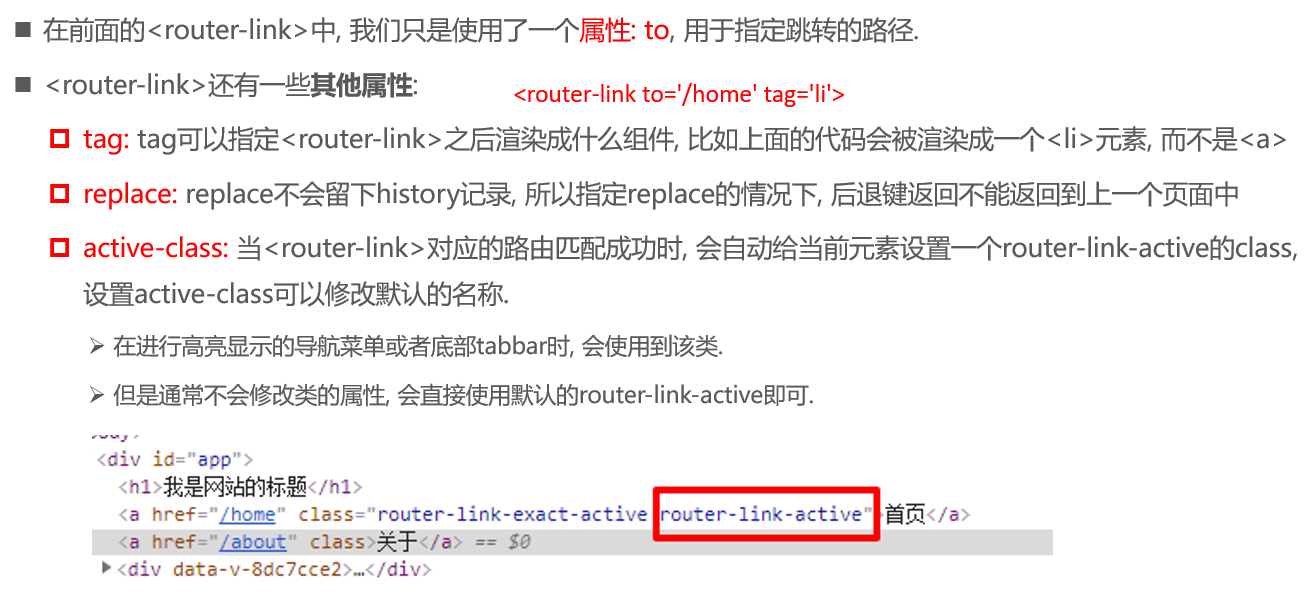 在前面的<router-link>中, 我们只是使用了一个属性: to, 用于指定跳转的路径.
<router-link>还有一些其他属性:
<router-link to='/home' tag='li'>
tag: tag可以指定<router-link>之后渲染成什么组件, 比如上面的代码会被渲染成一个<li>元素, 而不是<a>
replace: replace不会留下history记录, 所以指定replace的情况下, 后退键返回不能返回到上一个页面中
active-class: 当<router-link>对应的路由匹配成功时, 会自动给当前元素设置一个router-link-active的class,
设置active-class可以修改默认的名称.
在进行高亮显示的导航菜单或者底部tabbar时, 会使用到该类.
但是通常不会修改类的属性, 会直接使用默认的router-link-active即可.
<div id="app">
<h1>我是网站的标题</h1>
<a href="/home" class="router-link-exact-active router-link-active">首页</a>
<a href="/about" class>关于</a> == $0
<div data-v-8dc7cce2>…</div>